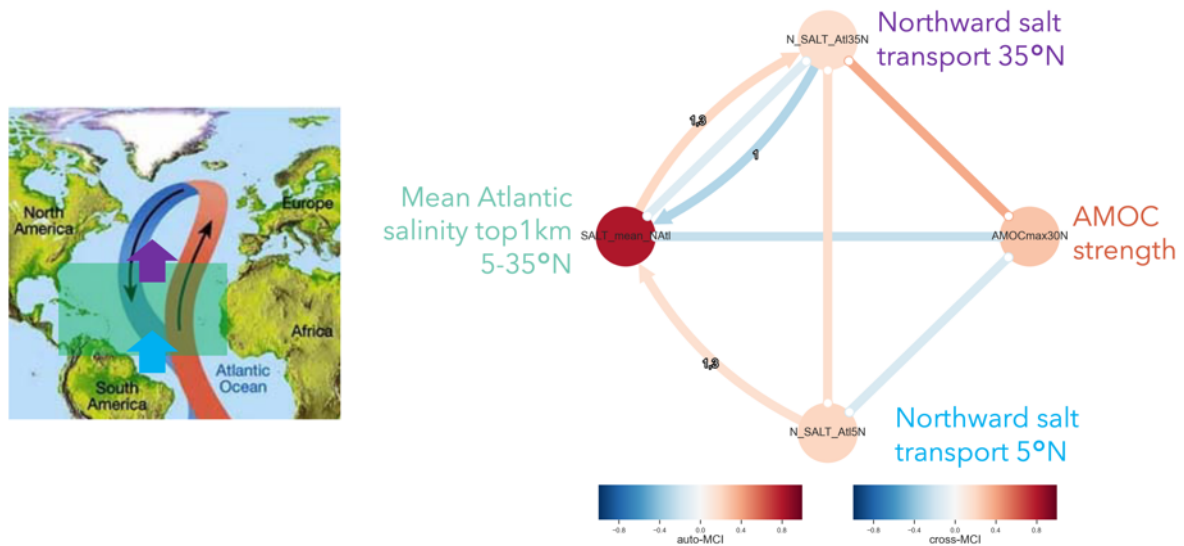 North
America
Europe
Africa
Atlantic
Ocean
South
America
Mean Atlantic
salinity top1km
5-35°N
N_SALT_Atl35N
Northward salt
transport 35°N
1,3
1
SALT_mean_NAtl
AMOCmax30N
AMOC
strength
1,3
N_SALT_Atl5N
Northward salt
transport 5°N
−0.8 −0.4 0.0 0.4 0.8
auto-MCI
−0.8 −0.4 0.0 0.4 0.8
cross-MCI